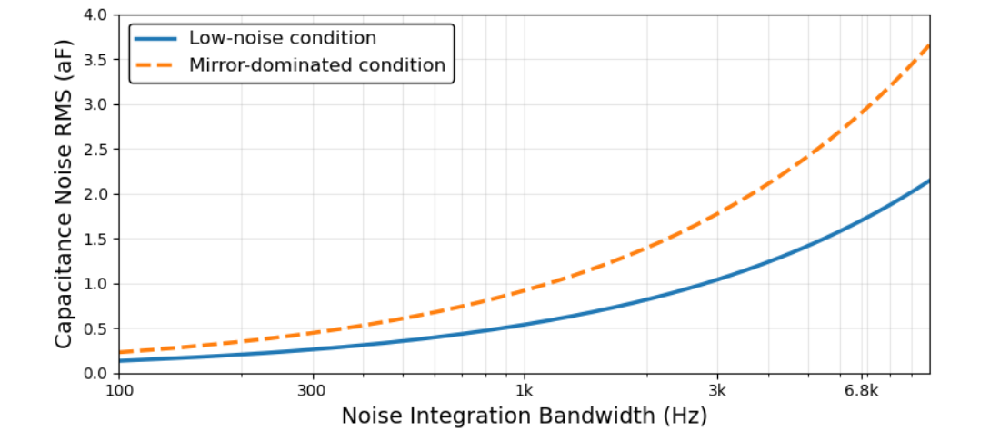 Capacitance Noise RMS (aF)
4.0
3.5
3.0
2.5
2.0
1.5
1.0
0.5
0.0
Low-noise condition
Mirror-dominated condition
100
300
1k
3k
6.8k
Noise Integration Bandwidth (Hz)